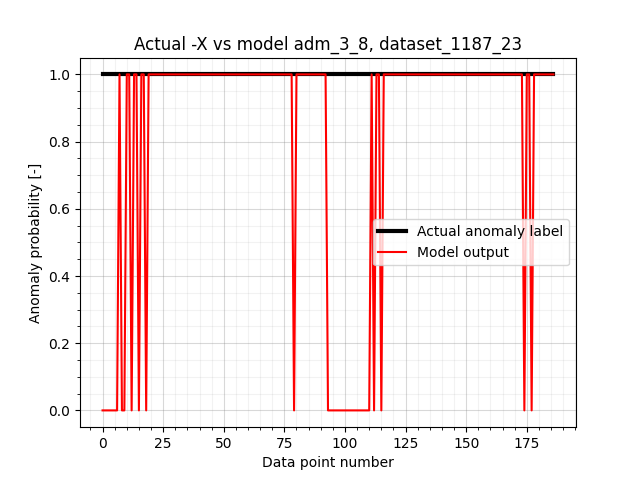 Actual -X vs model adm_3_8, dataset_1187_23
Anomaly probability [-]
1.0
0.8
0.6
0.4
0.2
0.0
Actual anomaly label
Model output
0 25 50 75 100 125 150 175
Data point number